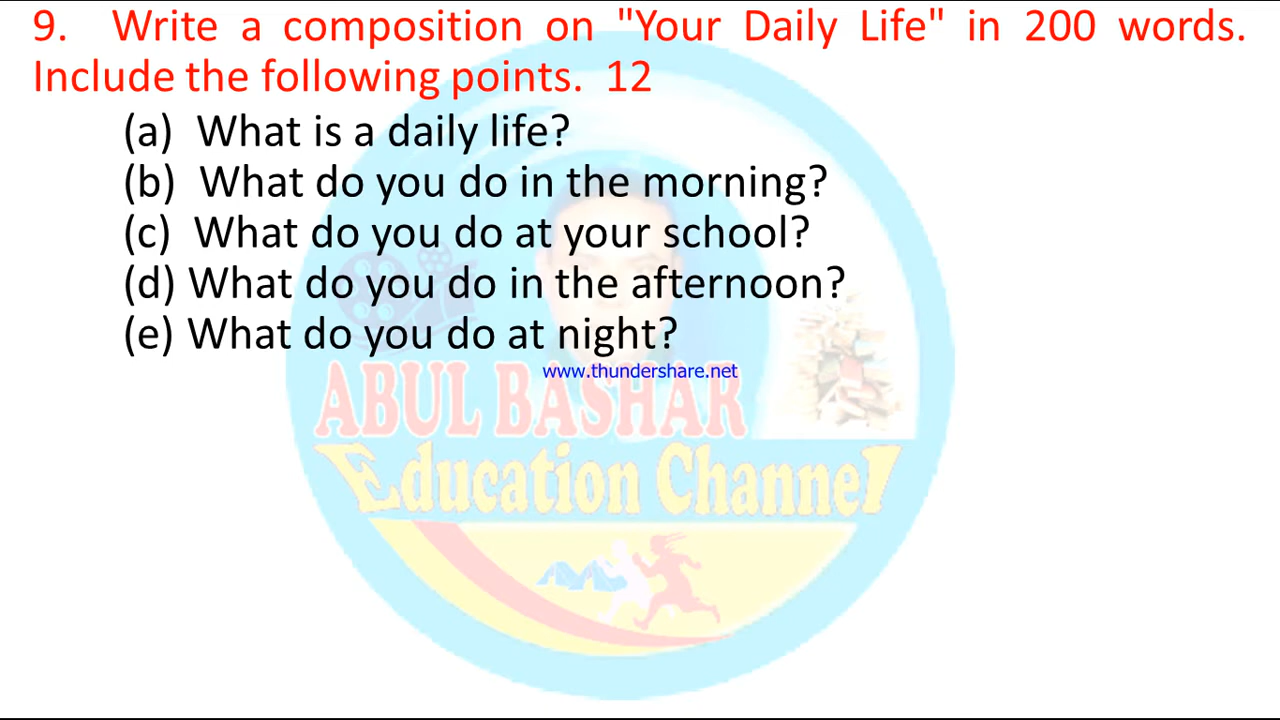 9. Write a composition on "Your Daily Life" in 200 words.
Include the following points. 12
(a) What is a daily life?
(b) What do you do in the morning?
(c) What do you do at your school?
(d) What do you do in the afternoon?
(e) What do you do at night?
www.thundershare.net
ABUL BASHAR
Education Channel